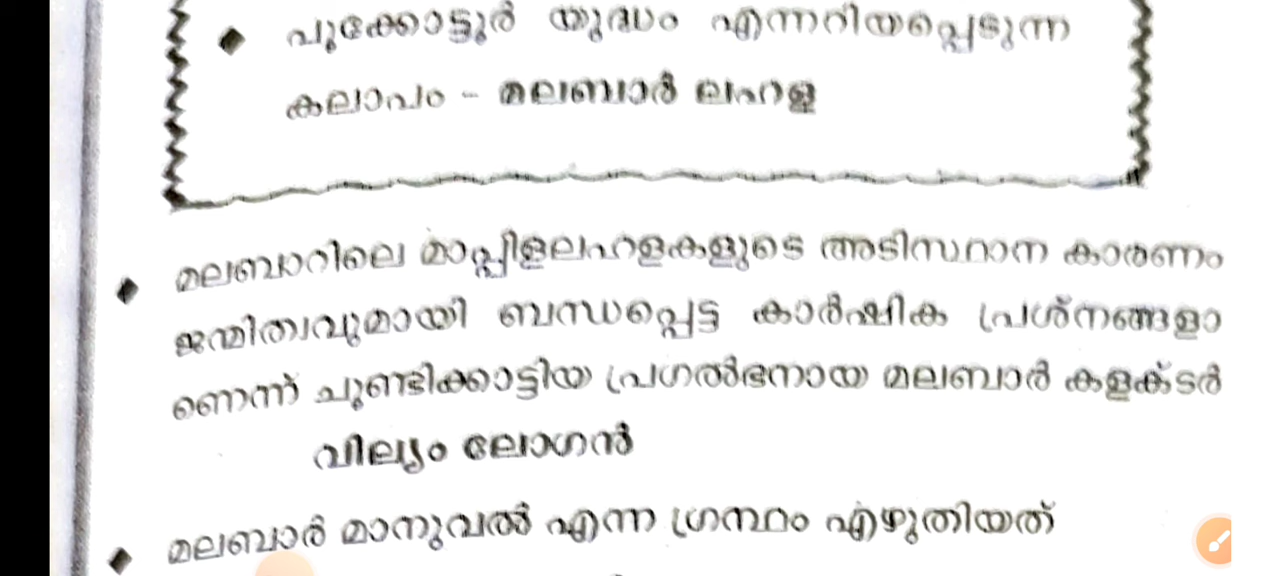 പൂക്കോട്ടൂർ യുദ്ധം എന്നറിയപ്പെടുന്ന
കലാപം - മലബാർ ലഹള
മലബാറിലെ മാപ്പിളലഹളകളുടെ അടിസ്ഥാന കാരണം
ജന്മിത്വവുമായി ബന്ധപ്പെട്ട കാർഷിക പ്രശ്നങ്ങളാ
ണെന്ന് ചൂണ്ടിക്കാട്ടിയ പ്രഗൽഭനായ മലബാർ കളക്ടർ
വില്യം ലോഗൻ
മലബാർ മാനുവൽ എന്ന ഗ്രന്ഥം എഴുതിയത്